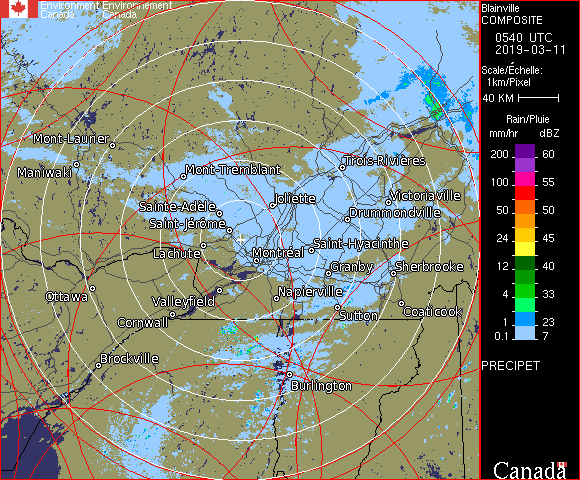 Environment Environnement
Canada Canada
Blainville
COMPOSITE
0540 UTC
2019-03-11
Scale/Échelle:
1km/Pixel
40 KM
Rain/Pluie
mm/hr dBZ
200 60
100 55
50 50
24 45
12 40
4 33
1 23
0.1 7
PRECIPET
Mont-Laurier
Maniwaki
Mont-Tremblant
Trois-Rivières
Sainte-Adèle
Joliette
Victoriaville
Drummondville
Saint-Jérôme
Lachute
Montréal
Saint-Hyacinthe
Granby
Sherbrooke
Ottawa
Valleyfield
Napierville
Cornwall
Sutton
Coaticook
Brockville
Burlington
Canada